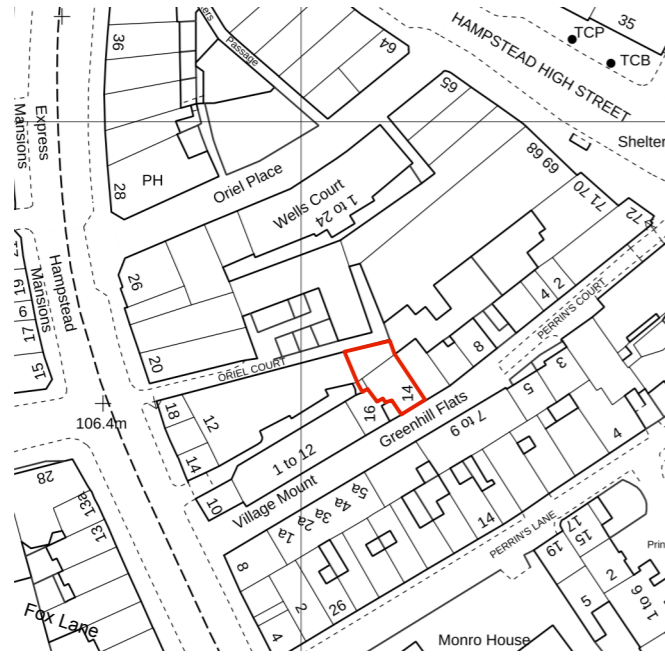 35
TCP
TCB
HAMPSTEAD HIGH STREET
Shelter
36
Passage
64
65
Express
Mansions
PH
28
Oriel Place
Wells Court
1 to 24
69 68
71 70
72
26
Hampstead
Mansions
19
9
17
15
20
ORIEL COURT
4
2
PERRIN'S COURT
8
3
5
14
16
Greenhill Flats
7 to 9
4
106.4m
18
12
14
1 to 12
10
Village Mount
5a
4a
3a
2a
1a
14
PERRIN'S LANE
28
13a
13
8
2
26
4
Fox Lane
17
15
19
2
5
1 to 6
Monro House